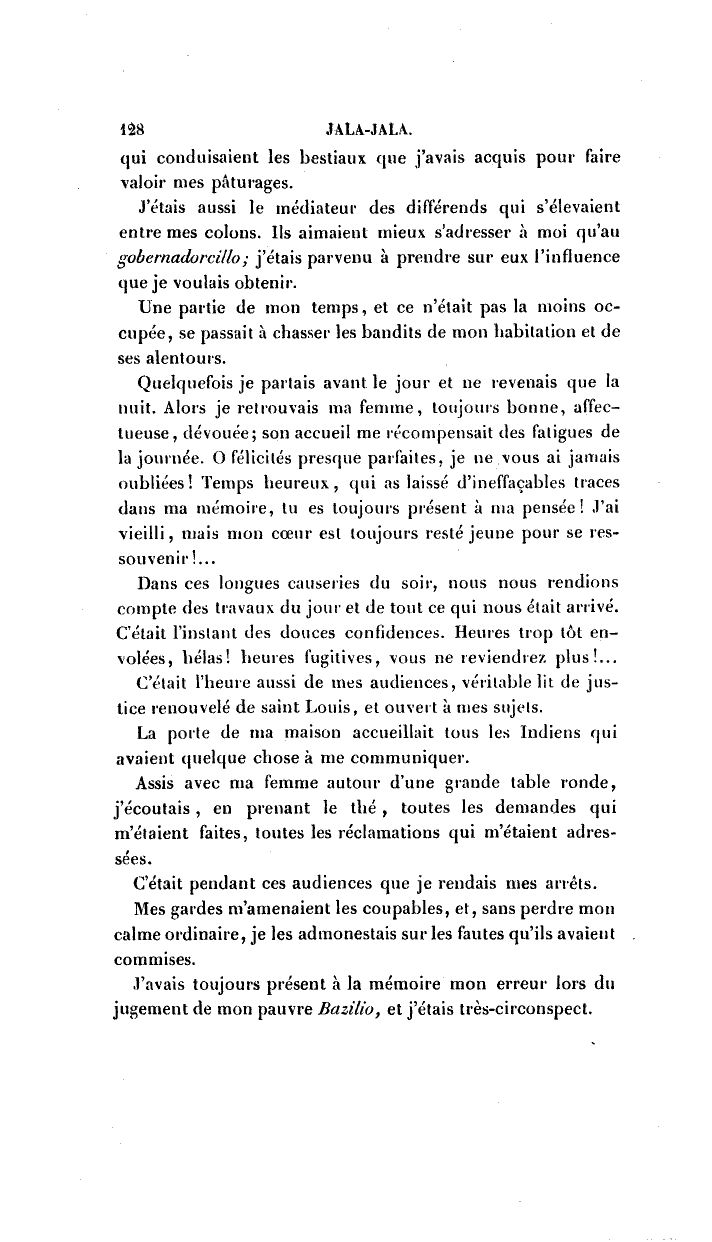 128 JALA-JALA.
qui conduisaient les bestiaux que j'avais acquis pour faire
valoir mes pâturages.
J'étais aussi le médiateur des différends qui s'élevaient
entre mes colons. Ils aimaient mieux s'adresser à moi qu'au
gobernadorcillo; j'étais parvenu à prendre sur eux l'influence
que je voulais obtenir.
Une partie de mon temps, et ce n'était pas la moins oc-
cupée, se passait à chasser les bandits de mon habitation et de
ses alentours.
Quelquefois je partais avant le jour et ne revenais que la
nuit. Alors je retrouvais ma femme, toujours bonne, affec-
tueuse, dévouée; son accueil me récompensait des fatigues de
la journée. O félicités presque parfaites, je ne vous ai jamais
oubliées! Temps heureux, qui as laissé d'ineffaçables traces
dans ma mémoire, tu es toujours présent à ma pensée! J'ai
vieilli, mais mon cœur est toujours resté jeune pour se res-
souvenir!...
Dans ces longues causeries du soir, nous nous rendions
compte des travaux du jour et de tout ce qui nous était arrivé.
C'était l'instant des douces confidences. Heures trop tôt en-
volées, hélas! heures fugitives, vous ne reviendrez plus!...
C'était l'heure aussi de mes audiences, véritable lit de jus-
tice renouvelé de saint Louis, et ouvert à mes sujets.
La porte de ma maison accueillait tous les Indiens qui
avaient quelque chose à me communiquer.
Assis avec ma femme autour d'une grande table ronde,
j'écoutais, en prenant le thé, toutes les demandes qui
m'étaient faites, toutes les réclamations qui m'étaient adres-
sées.
C'était pendant ces audiences que je rendais mes arrêts.
Mes gardes m'amenaient les coupables, et, sans perdre mon
calme ordinaire, je les admonestais sur les fautes qu'ils avaient
commises.
J'avais toujours présent à la mémoire mon erreur lors du
jugement de mon pauvre Bazilio, et j'étais très-circonspect.